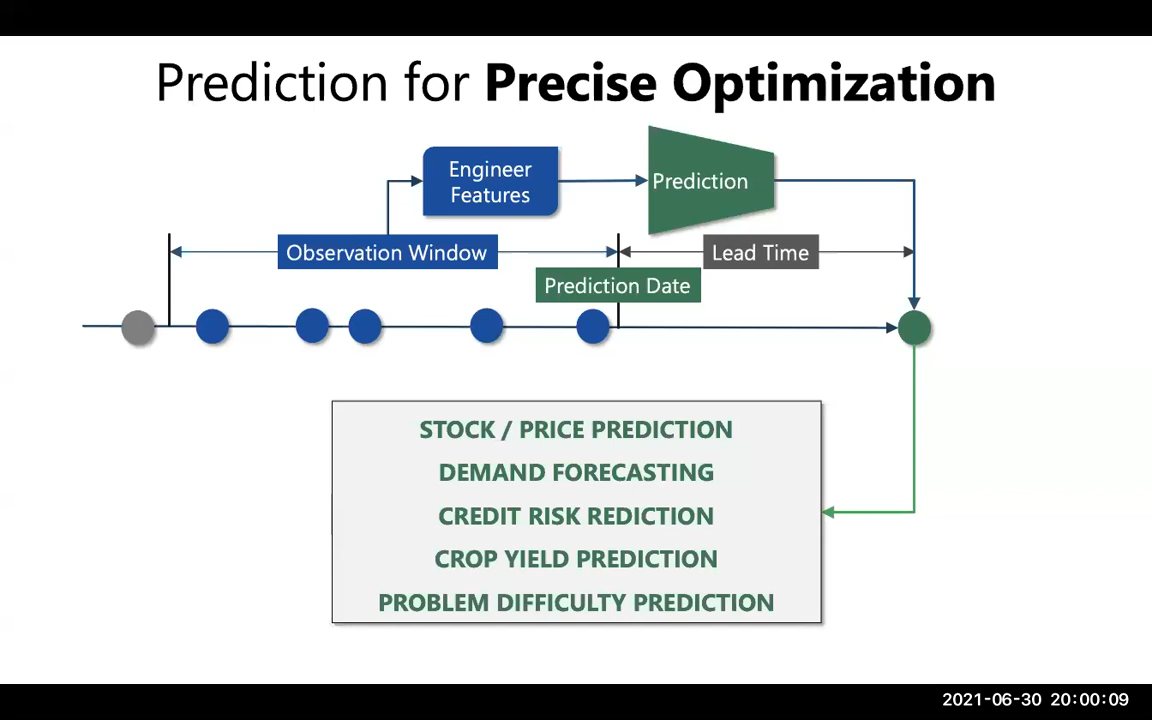 Prediction for Precise Optimization
Engineer
Features
Prediction
Observation Window
Lead Time
Prediction Date
STOCK / PRICE PREDICTION
DEMAND FORECASTING
CREDIT RISK REDICTION
CROP YIELD PREDICTION
PROBLEM DIFFICULTY PREDICTION
2021-06-30 20:00:09